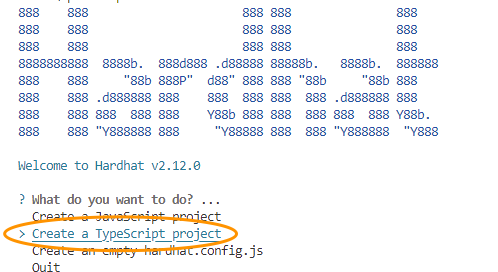 888    888                      888 888               888
888    888                      888 888               888
888    888                      888 888               888
8888888888  8888b.  888d888 .d88888 88888b.   8888b.  888888
888    888     "88b 888P"  d88" 888 888 "88b     "88b 888
888    888 .d888888 888    888  888 888  888 .d888888 888
888    888 888  888 888    Y88b 888 888  888 888  888 Y88b.
888    888 "Y888888 888     "Y88888 888  888 "Y888888  "Y888
Welcome to Hardhat v2.12.0
? What do you want to do? ...
Create a JavaScript project
> Create a TypeScript project
Create an empty hardhat.config.js
Quit